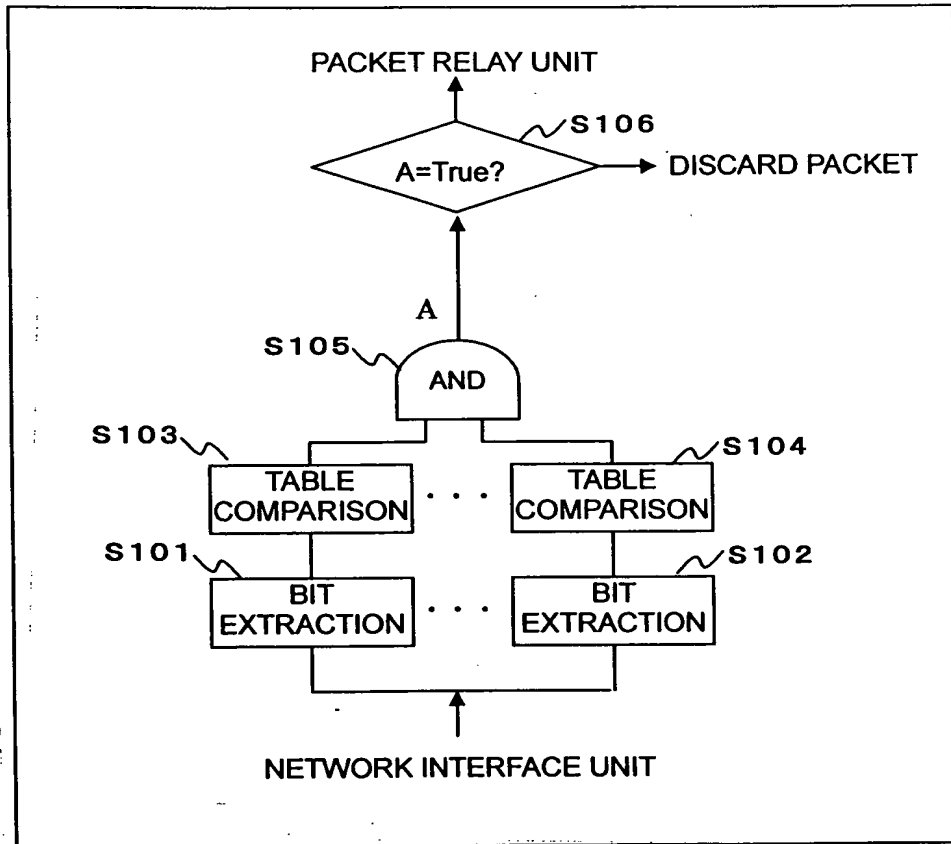 PACKET RELAY UNIT
S106
A=True?
DISCARD PACKET
A
S105
AND
S103
S104
TABLE
COMPARISON
. . .
TABLE
COMPARISON
S101
S102
BIT
EXTRACTION
. . .
BIT
EXTRACTION
NETWORK INTERFACE UNIT